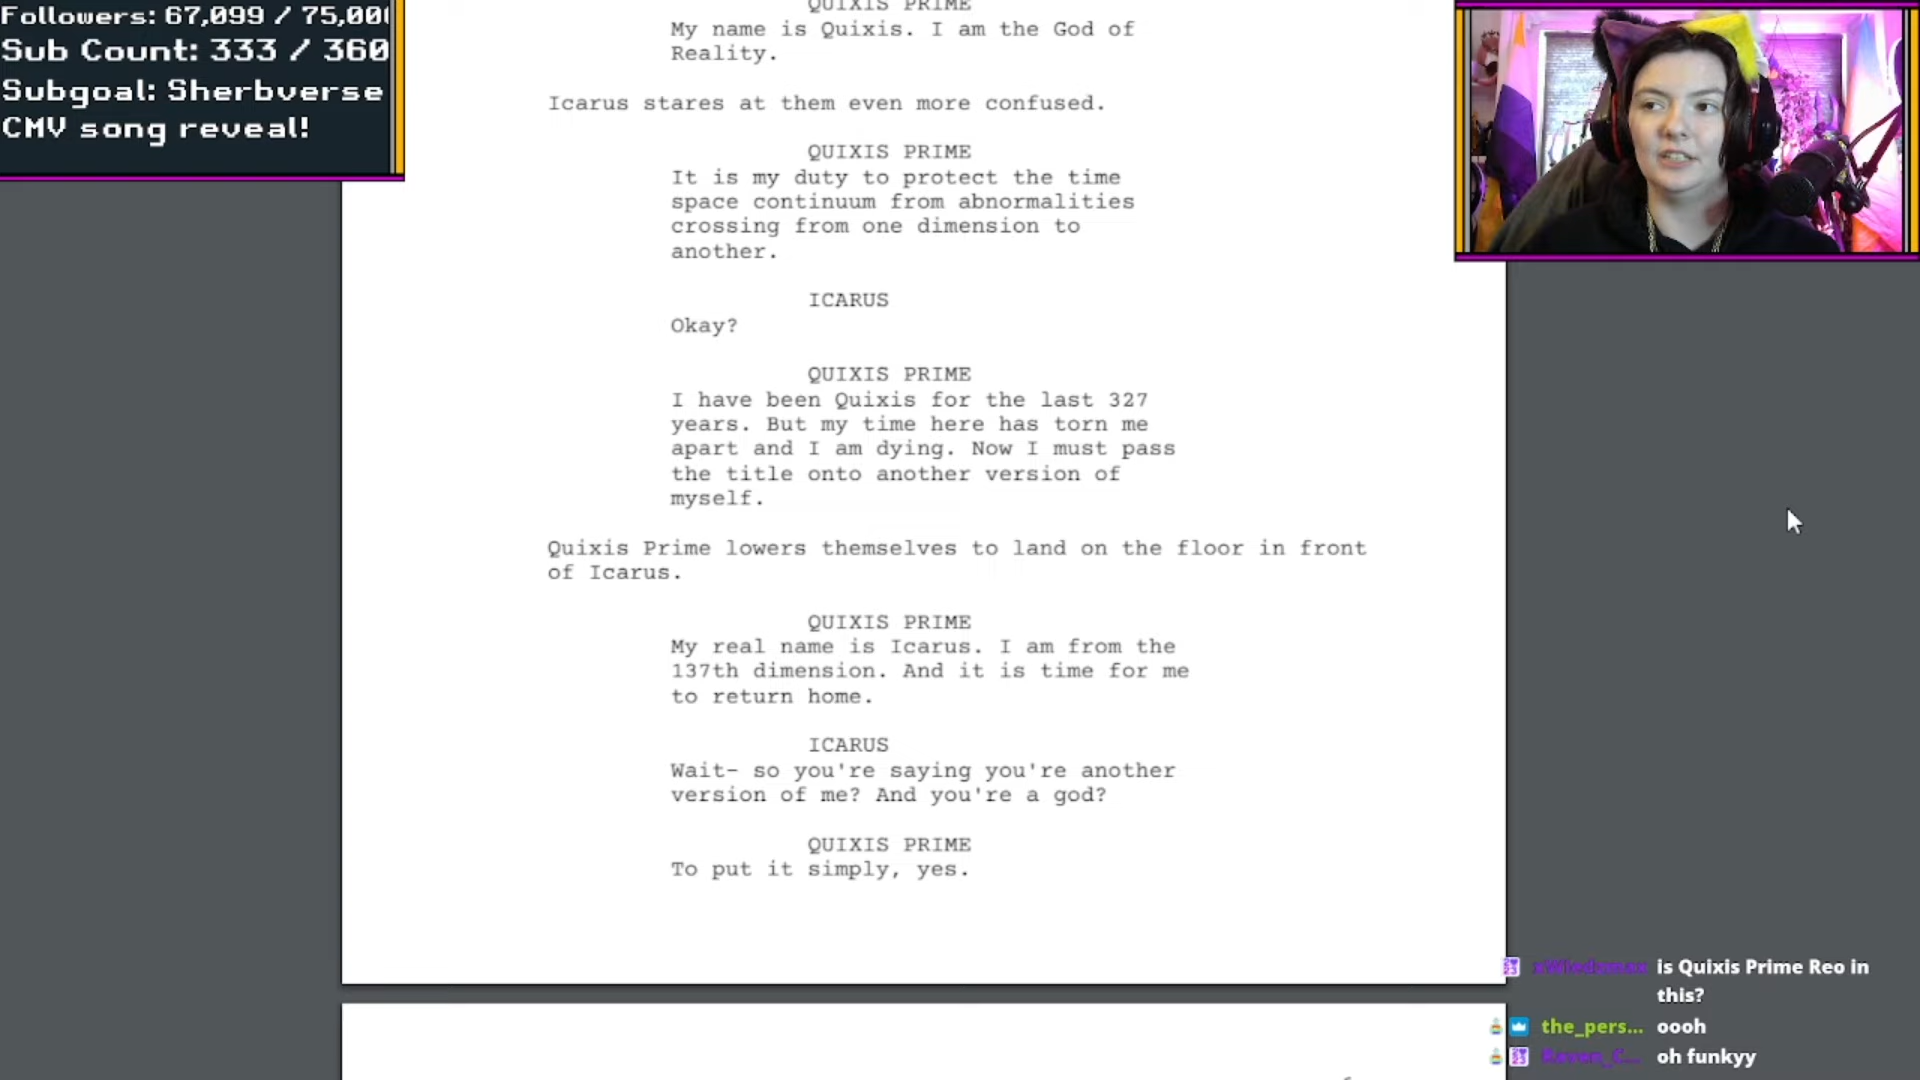 Followers: 67,099 / 75,00
Sub Count: 333 / 360
Subgoal: Sherbverse
CMV song reveal!
QUIXIS PRIME
My name is Quixis. I am the God of
Reality.
Icarus stares at them even more confused.
QUIXIS PRIME
It is my duty to protect the time
space continuum from abnormalities
crossing from one dimension to
another.
ICARUS
Okay?
QUIXIS PRIME
I have been Quixis for the last 327
years. But my time here has torn me
apart and I am dying. Now I must pass
the title onto another version of
myself.
Quixis Prime lowers themselves to land on the floor in front
of Icarus.
QUIXIS PRIME
My real name is Icarus. I am from the
137th dimension. And it is time for me
to return home.
ICARUS
Wait- so you're saying you're another
version of me? And you're a god?
QUIXIS PRIME
To put it simply, yes.
is Quixis Prime Reo in
this?
the_pers... oooh
Raven_C... oh funkyy